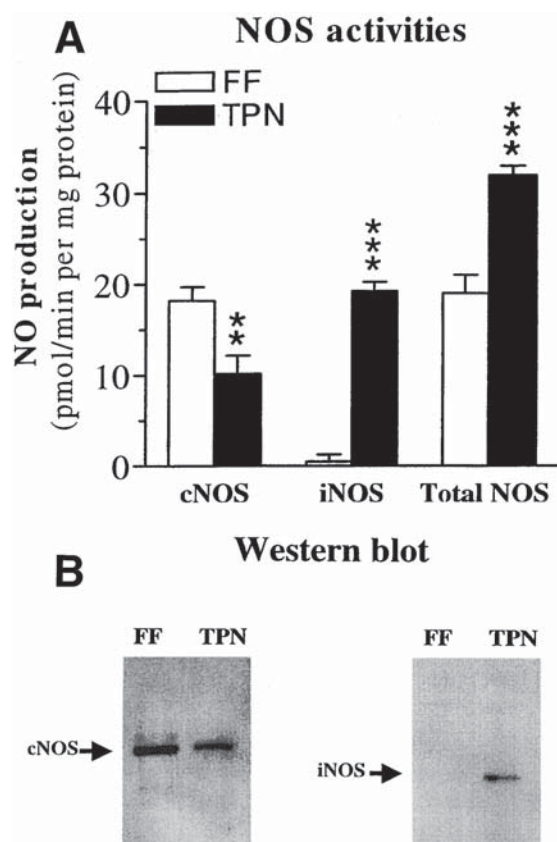 A NOS activities
FF
TPN
NO production
(pmol/min per mg protein)
40
30
20
10
0
**
***
***
cNOS iNOS Total NOS
Western blot
B
FF TPN FF TPN
cNOS
iNOS